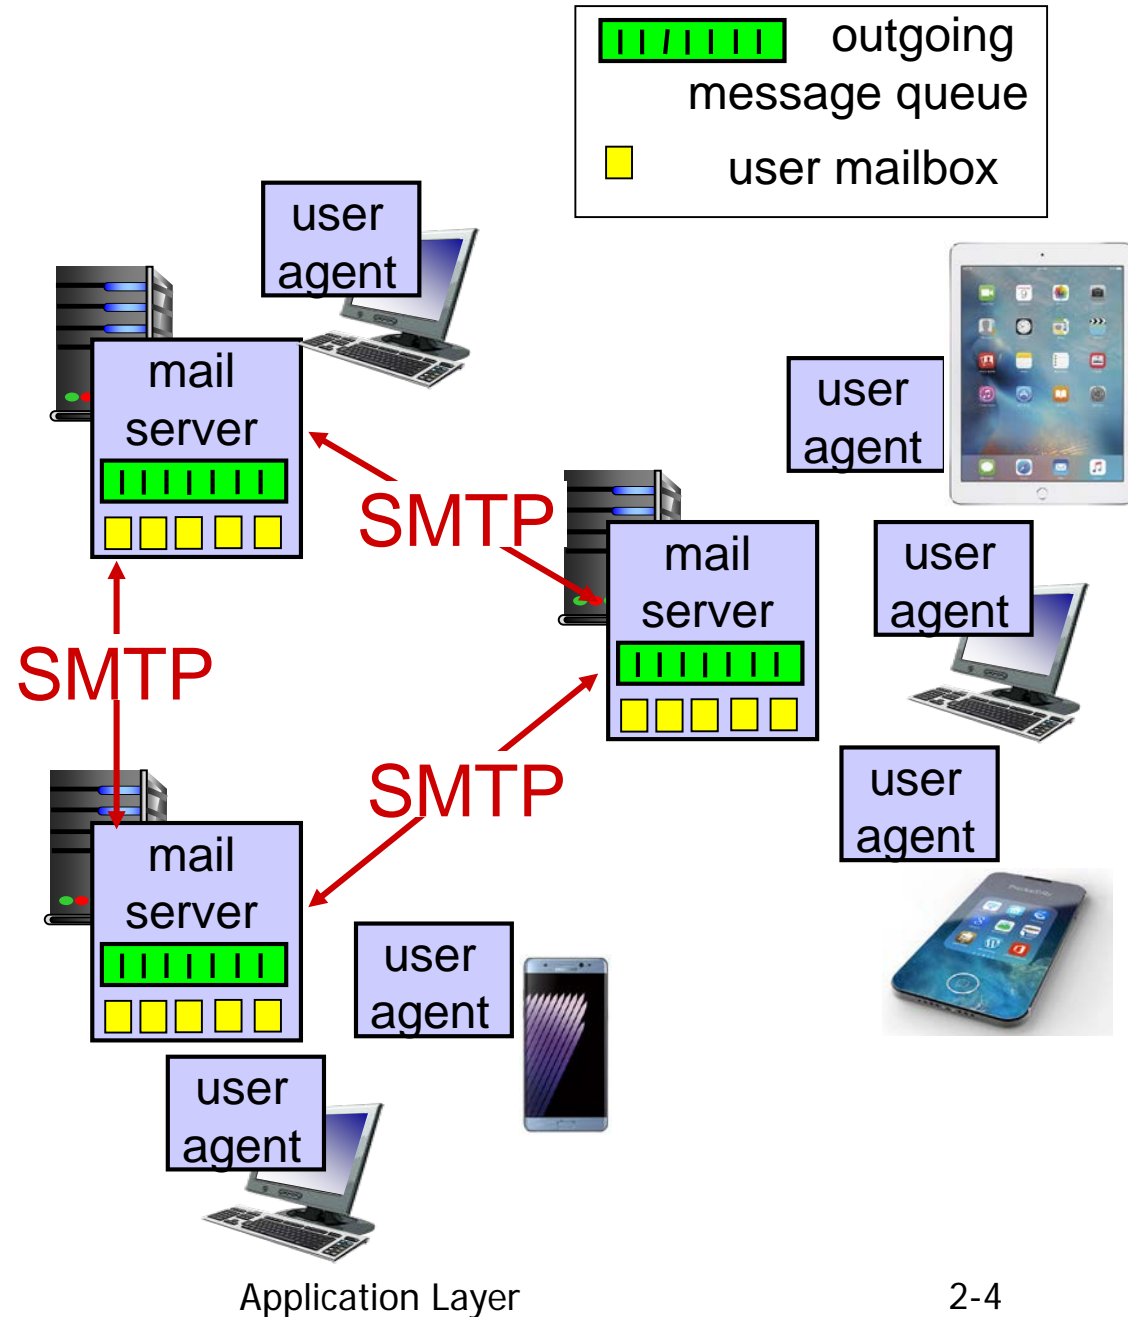 outgoing
message queue
user mailbox
user
agent
mail
server
user
agent
SMTP
mail
server
user
agent
SMTP
SMTP
user
agent
mail
server
user
agent
user
agent
Application Layer
2-4